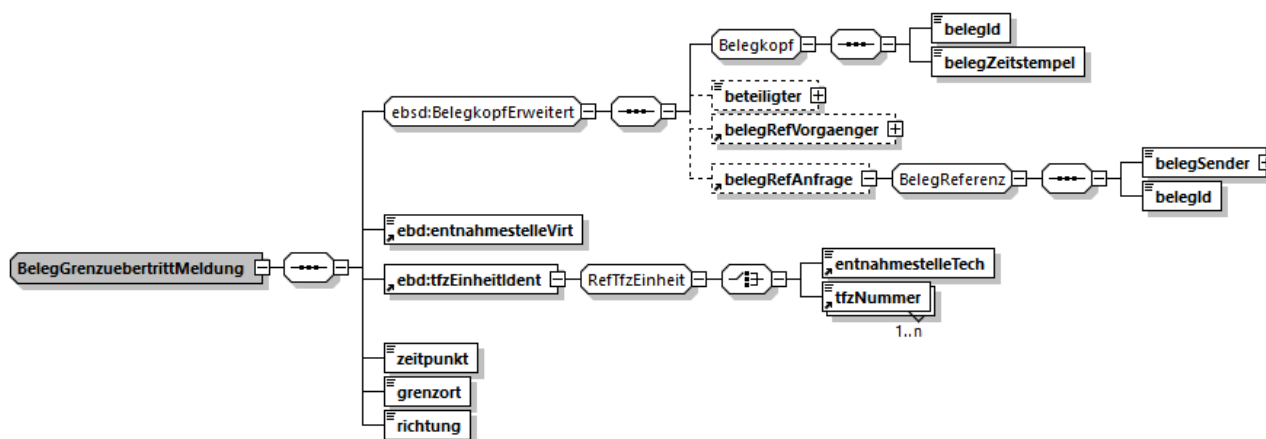 Belegkopf
belegId
belegZeitstempel
ebsd:BelegkopfErweitert
beteiligter
belegRefVorgaenger
belegRefAnfrage
BelegReferenz
belegSender
belegId
BelegGrenzuebertrittMeldung
ebd:entnahmestelleVirt
ebd:tfzEinheitIdent
RefTfzEinheit
entnahmestelleTech
tfzNummer
1..n
zeitpunkt
grenzort
richtung